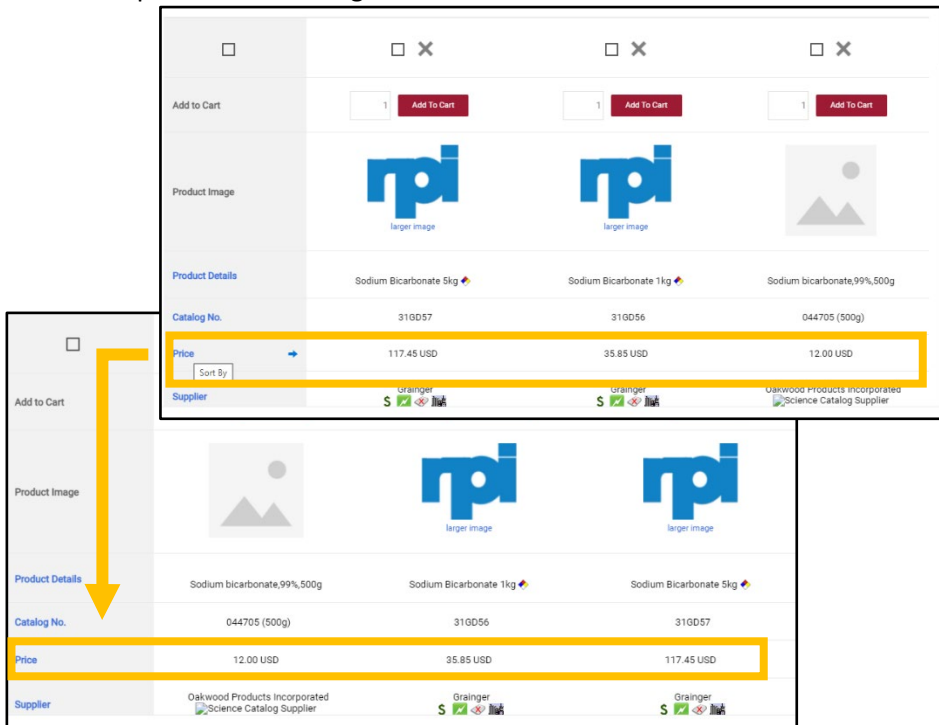 Add to Cart 1 Add To Cart 1 Add To Cart 1 Add To Cart
rpi rpi
Product Image
larger image larger image
Product Details Sodium Bicarbonate 5kg Sodium Bicarbonate 1kg Sodium bicarbonate,99%,500g
Catalog No. 31GD57 31GD56 044705 (500g)
Price 117.45 USD 35.85 USD 12.00 USD
Sort By
Supplier Grainger Grainger Oakwood Products Incorporated
$ $ Science Catalog Supplier
Add to Cart
rpi rpi
Product Image
larger image larger image
Product Details Sodium bicarbonate,99%,500g Sodium Bicarbonate 1kg Sodium Bicarbonate 5kg
Catalog No. 044705 (500g) 31GD56 31GD57
Price 12.00 USD 35.85 USD 117.45 USD
Supplier Oakwood Products Incorporated Grainger Grainger
Science Catalog Supplier $ $